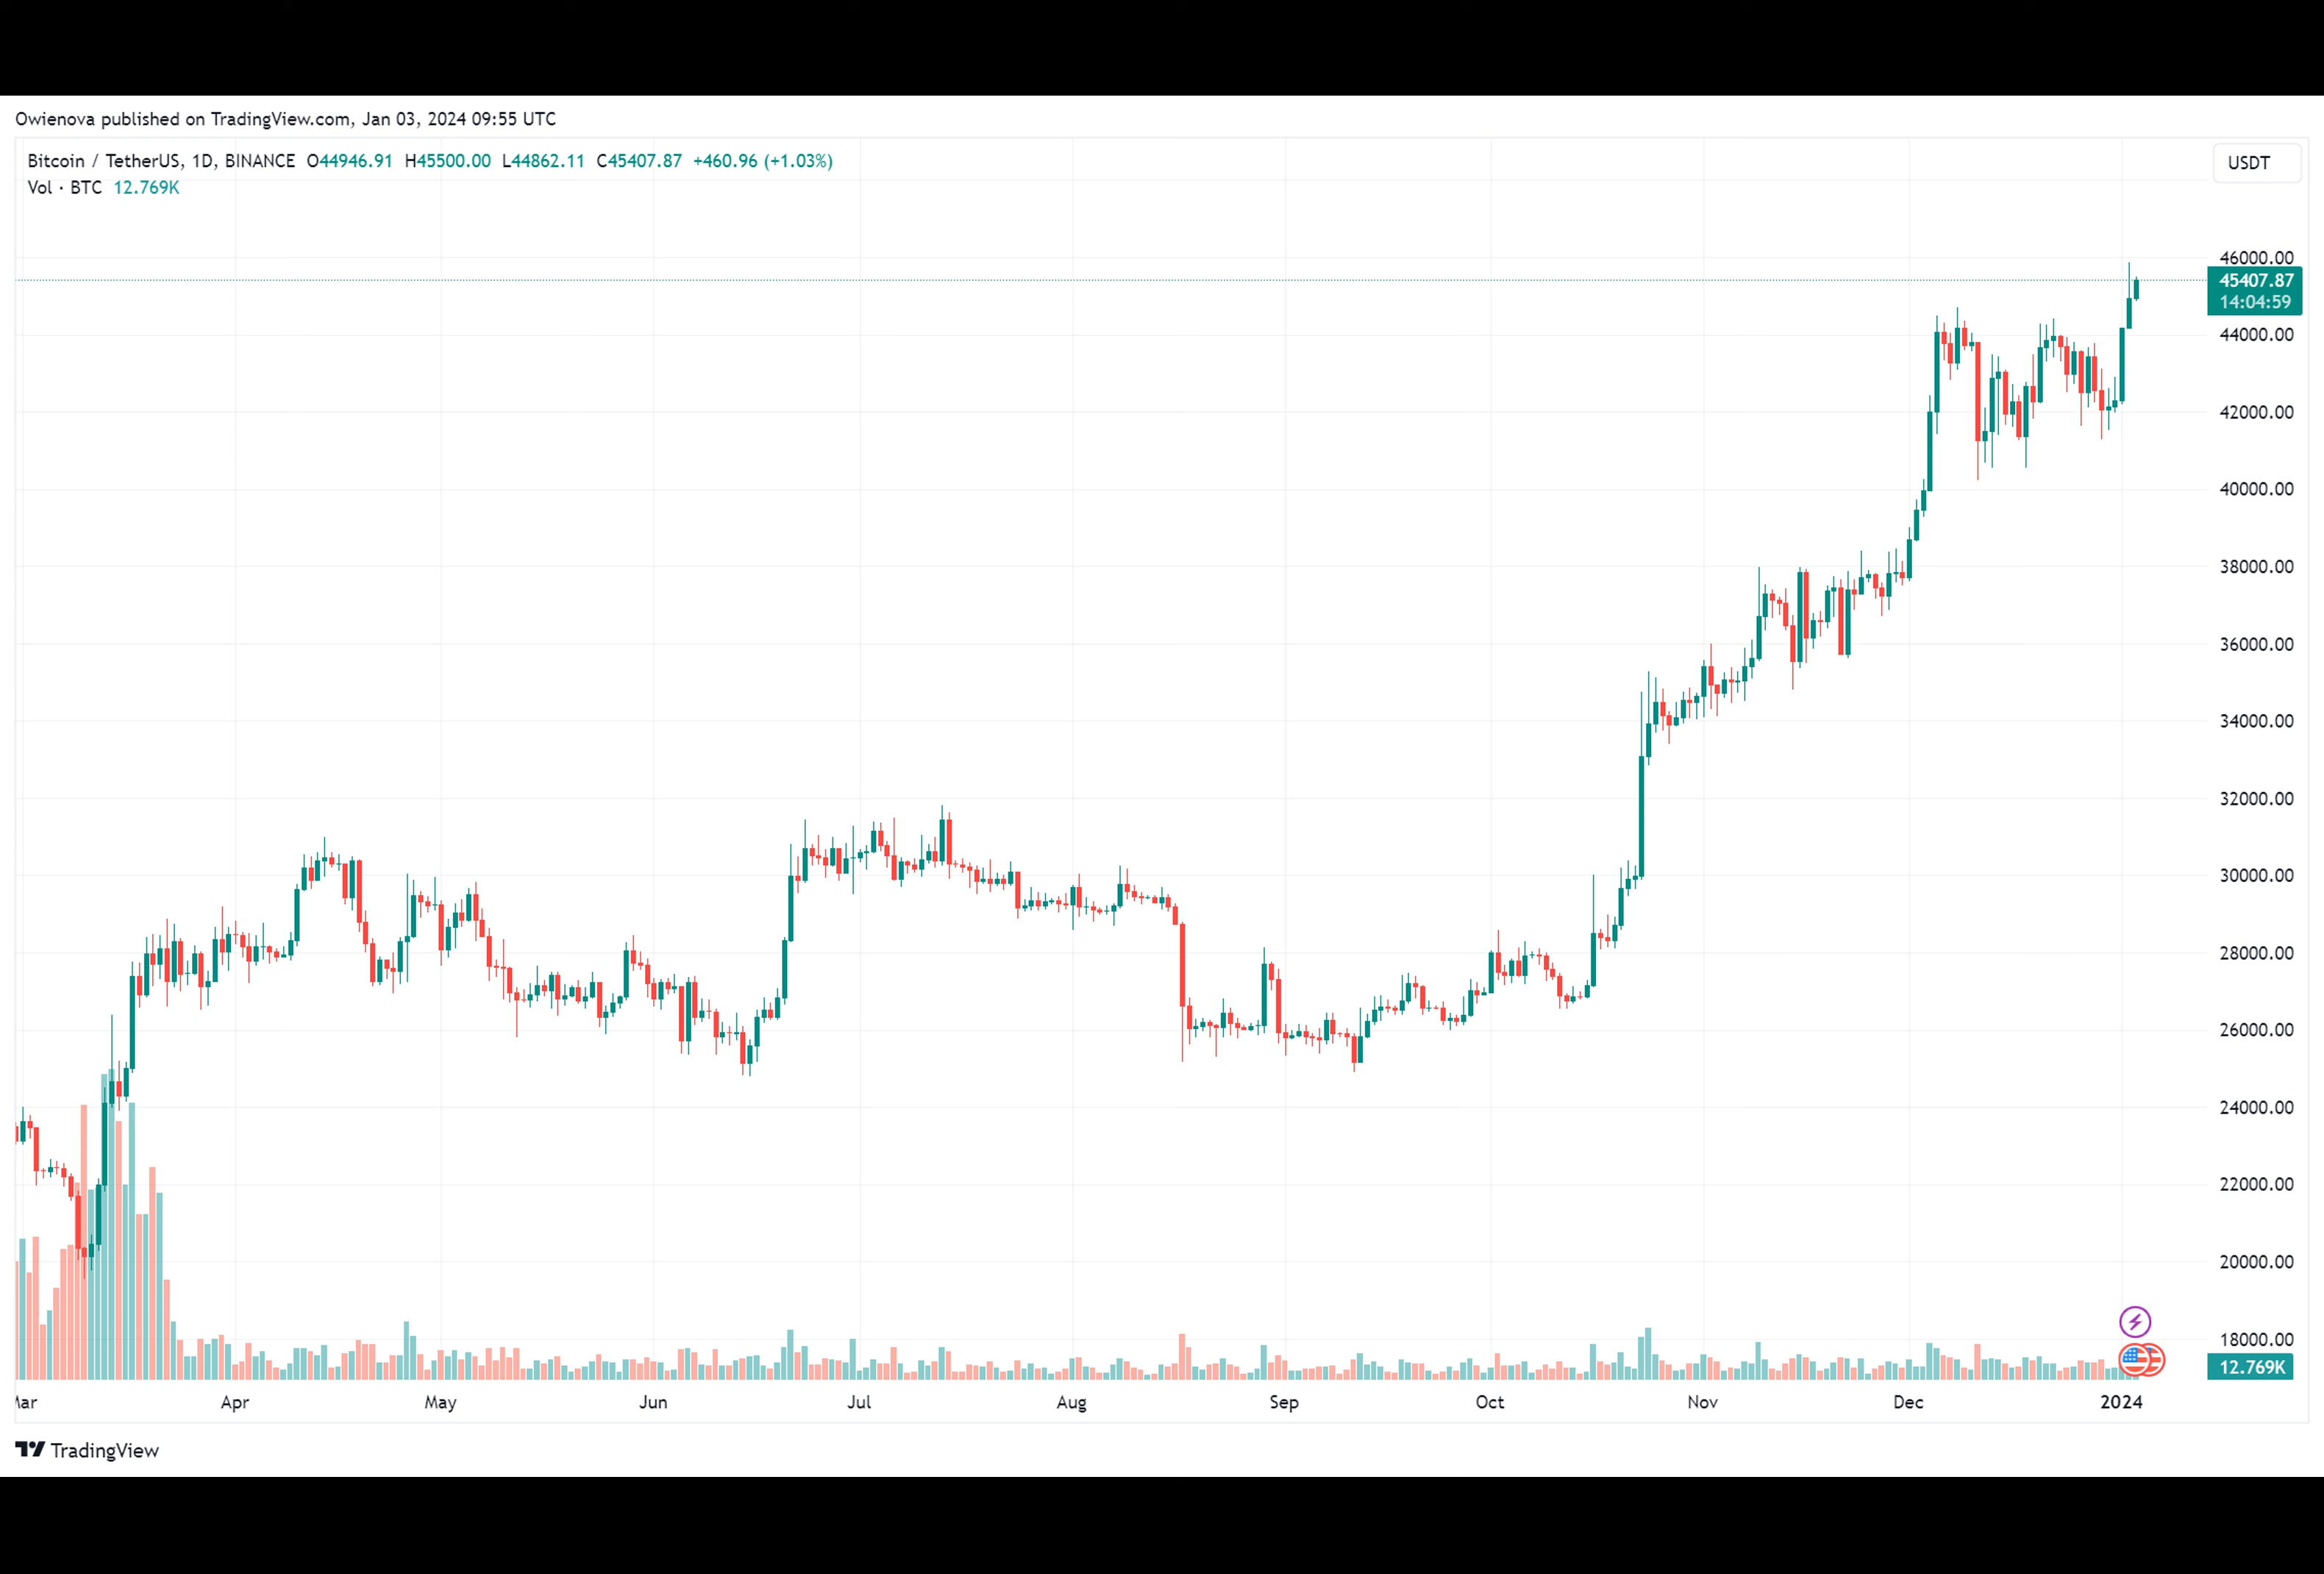 Owienova published on TradingView.com, Jan 03, 2024 09:55 UTC
Bitcoin / TetherUS, 1D, BINANCE O44946.91 H45500.00 L44862.11 C45407.87 +460.96 (+1.03%)
Vol · BTC 12.769K
USDT
46000.00
45407.87
14:04:59
44000.00
42000.00
40000.00
38000.00
36000.00
34000.00
32000.00
30000.00
28000.00
26000.00
24000.00
22000.00
20000.00
18000.00
12.769K
Mar Apr May Jun Jul Aug Sep Oct Nov Dec 2024
TradingView